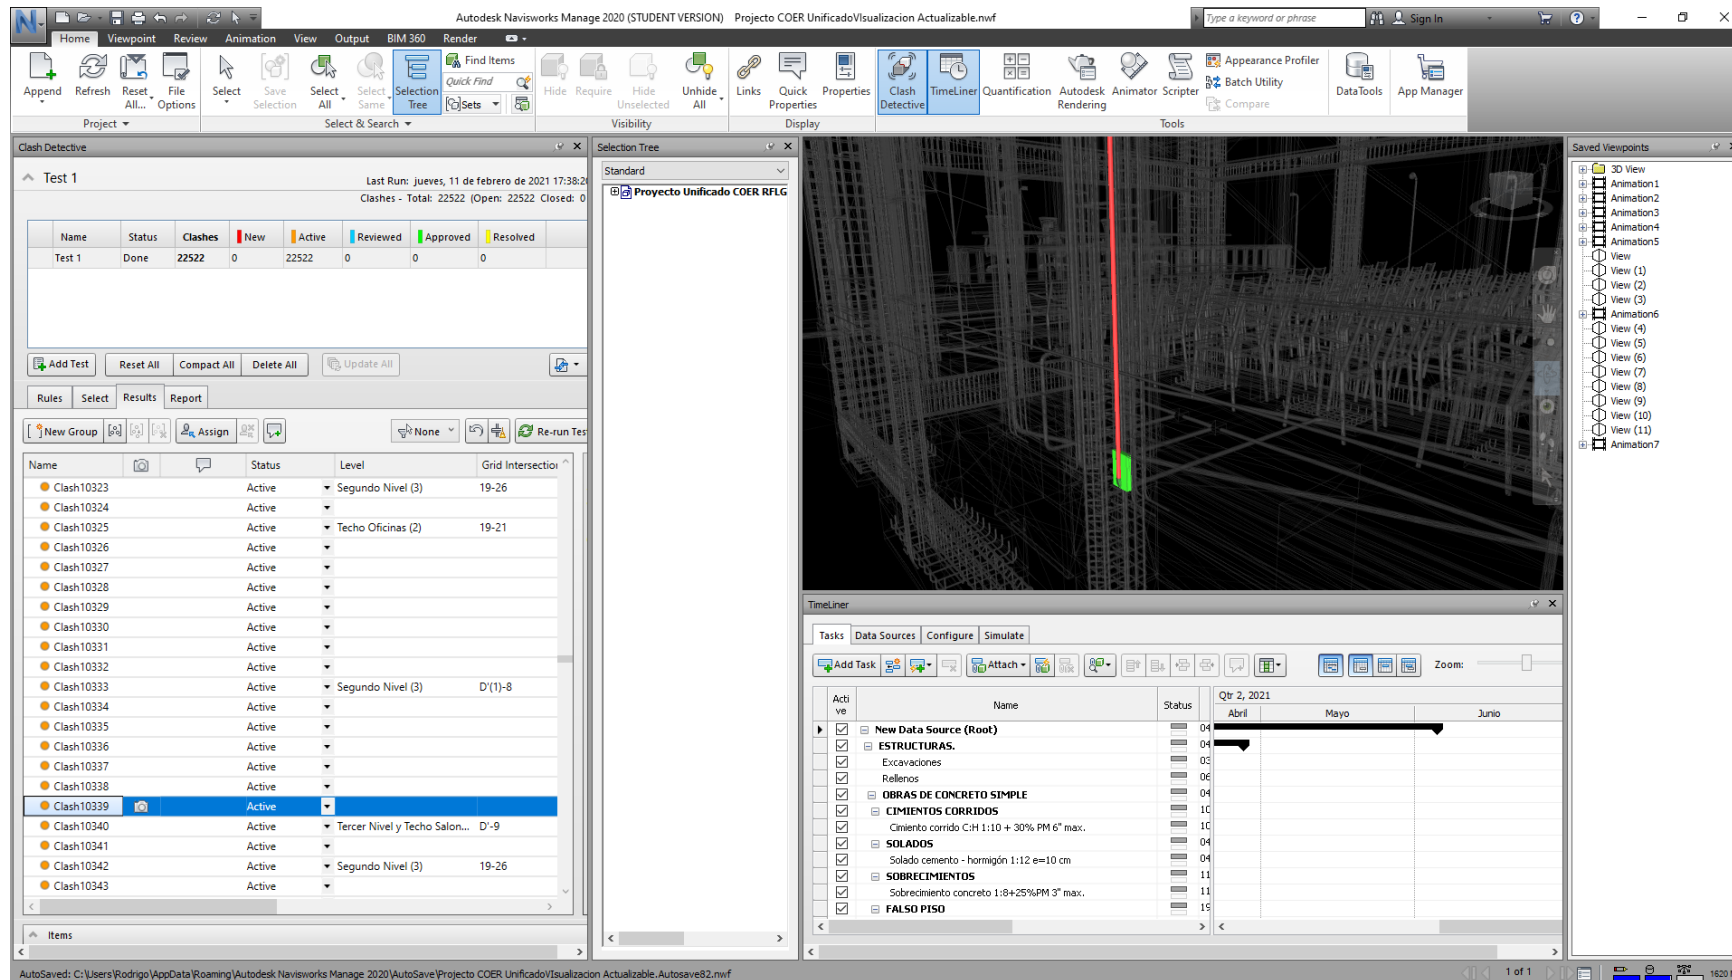 Autodesk Navisworks Manage 2020 (STUDENT VERSION) Projecto COER UnificadoVIsualizacion Actualizable.nwf
Type a keyword or phrase
Sign In
Home Viewpoint Review Animation View Output BIM 360 Render
Append Refresh Reset All... File Options
Project
Select Save Selection Select All Select Same Selection Tree
Find Items
Quick Find
Sets
Select & Search
Hide Require Hide Unselected Unhide All
Visibility
Links Quick Properties Properties
Display
Clash Detective TimeLiner Quantification Autodesk Rendering Animator Scripter
Appearance Profiler
Batch Utility
Compare
DataTools App Manager
Tools
Clash Detective
Test 1
Last Run: jueves, 11 de febrero de 2021 17:38:20
Clashes - Total: 22522 (Open: 22522 Closed: 0
Name Status Clashes New Active Reviewed Approved Resolved
Test 1 Done 22522 0 22522 0 0 0
Add Test Reset All Compact All Delete All Update All
Rules Select Results Report
New Group Assign None Re-run Tes
Name Status Level Grid Intersection
Clash10323 Active Segundo Nivel (3) 19-26
Clash10324 Active
Clash10325 Active Techo Oficinas (2) 19-21
Clash10326 Active
Clash10327 Active
Clash10328 Active
Clash10329 Active
Clash10330 Active
Clash10331 Active
Clash10332 Active
Clash10333 Active Segundo Nivel (3) D'(1)-8
Clash10334 Active
Clash10335 Active
Clash10336 Active
Clash10337 Active
Clash10338 Active
Clash10339 Active
Clash10340 Active Tercer Nivel y Techo Salon... D'-9
Clash10341 Active
Clash10342 Active Segundo Nivel (3) 19-26
Clash10343 Active
Items
Selection Tree
Standard
Proyecto Unificado COER RFLG
TimeLiner
Tasks Data Sources Configure Simulate
Add Task Attach Zoom:
Active Name Status
Qtr 2, 2021
Abril Mayo Junio
New Data Source (Root) 04
ESTRUCTURAS. 04
Excavaciones 03
Rellenos 06
OBRAS DE CONCRETO SIMPLE 04
CIMIENTOS CORRIDOS 10
Cimiento corrido C:H 1:10 + 30% PM 6" max. 10
SOLADOS 04
Solado cemento - hormigón 1:12 e=10 cm 04
SOBRECIMIENTOS 11
Sobrecimiento concreto 1:8+25%PM 3" max. 11
FALSO PISO 19
Saved Viewpoints
3D View
Animation1
Animation2
Animation3
Animation4
Animation5
View
View (1)
View (2)
View (3)
Animation6
View (4)
View (5)
View (6)
View (7)
View (8)
View (9)
View (10)
View (11)
Animation7
AutoSaved: C:\Users\Rodrigo\AppData\Roaming\Autodesk Navisworks Manage 2020\AutoSave\Projecto COER UnificadoVIsualizacion Actualizable.Autosave82.nwf
1 of 1
1620